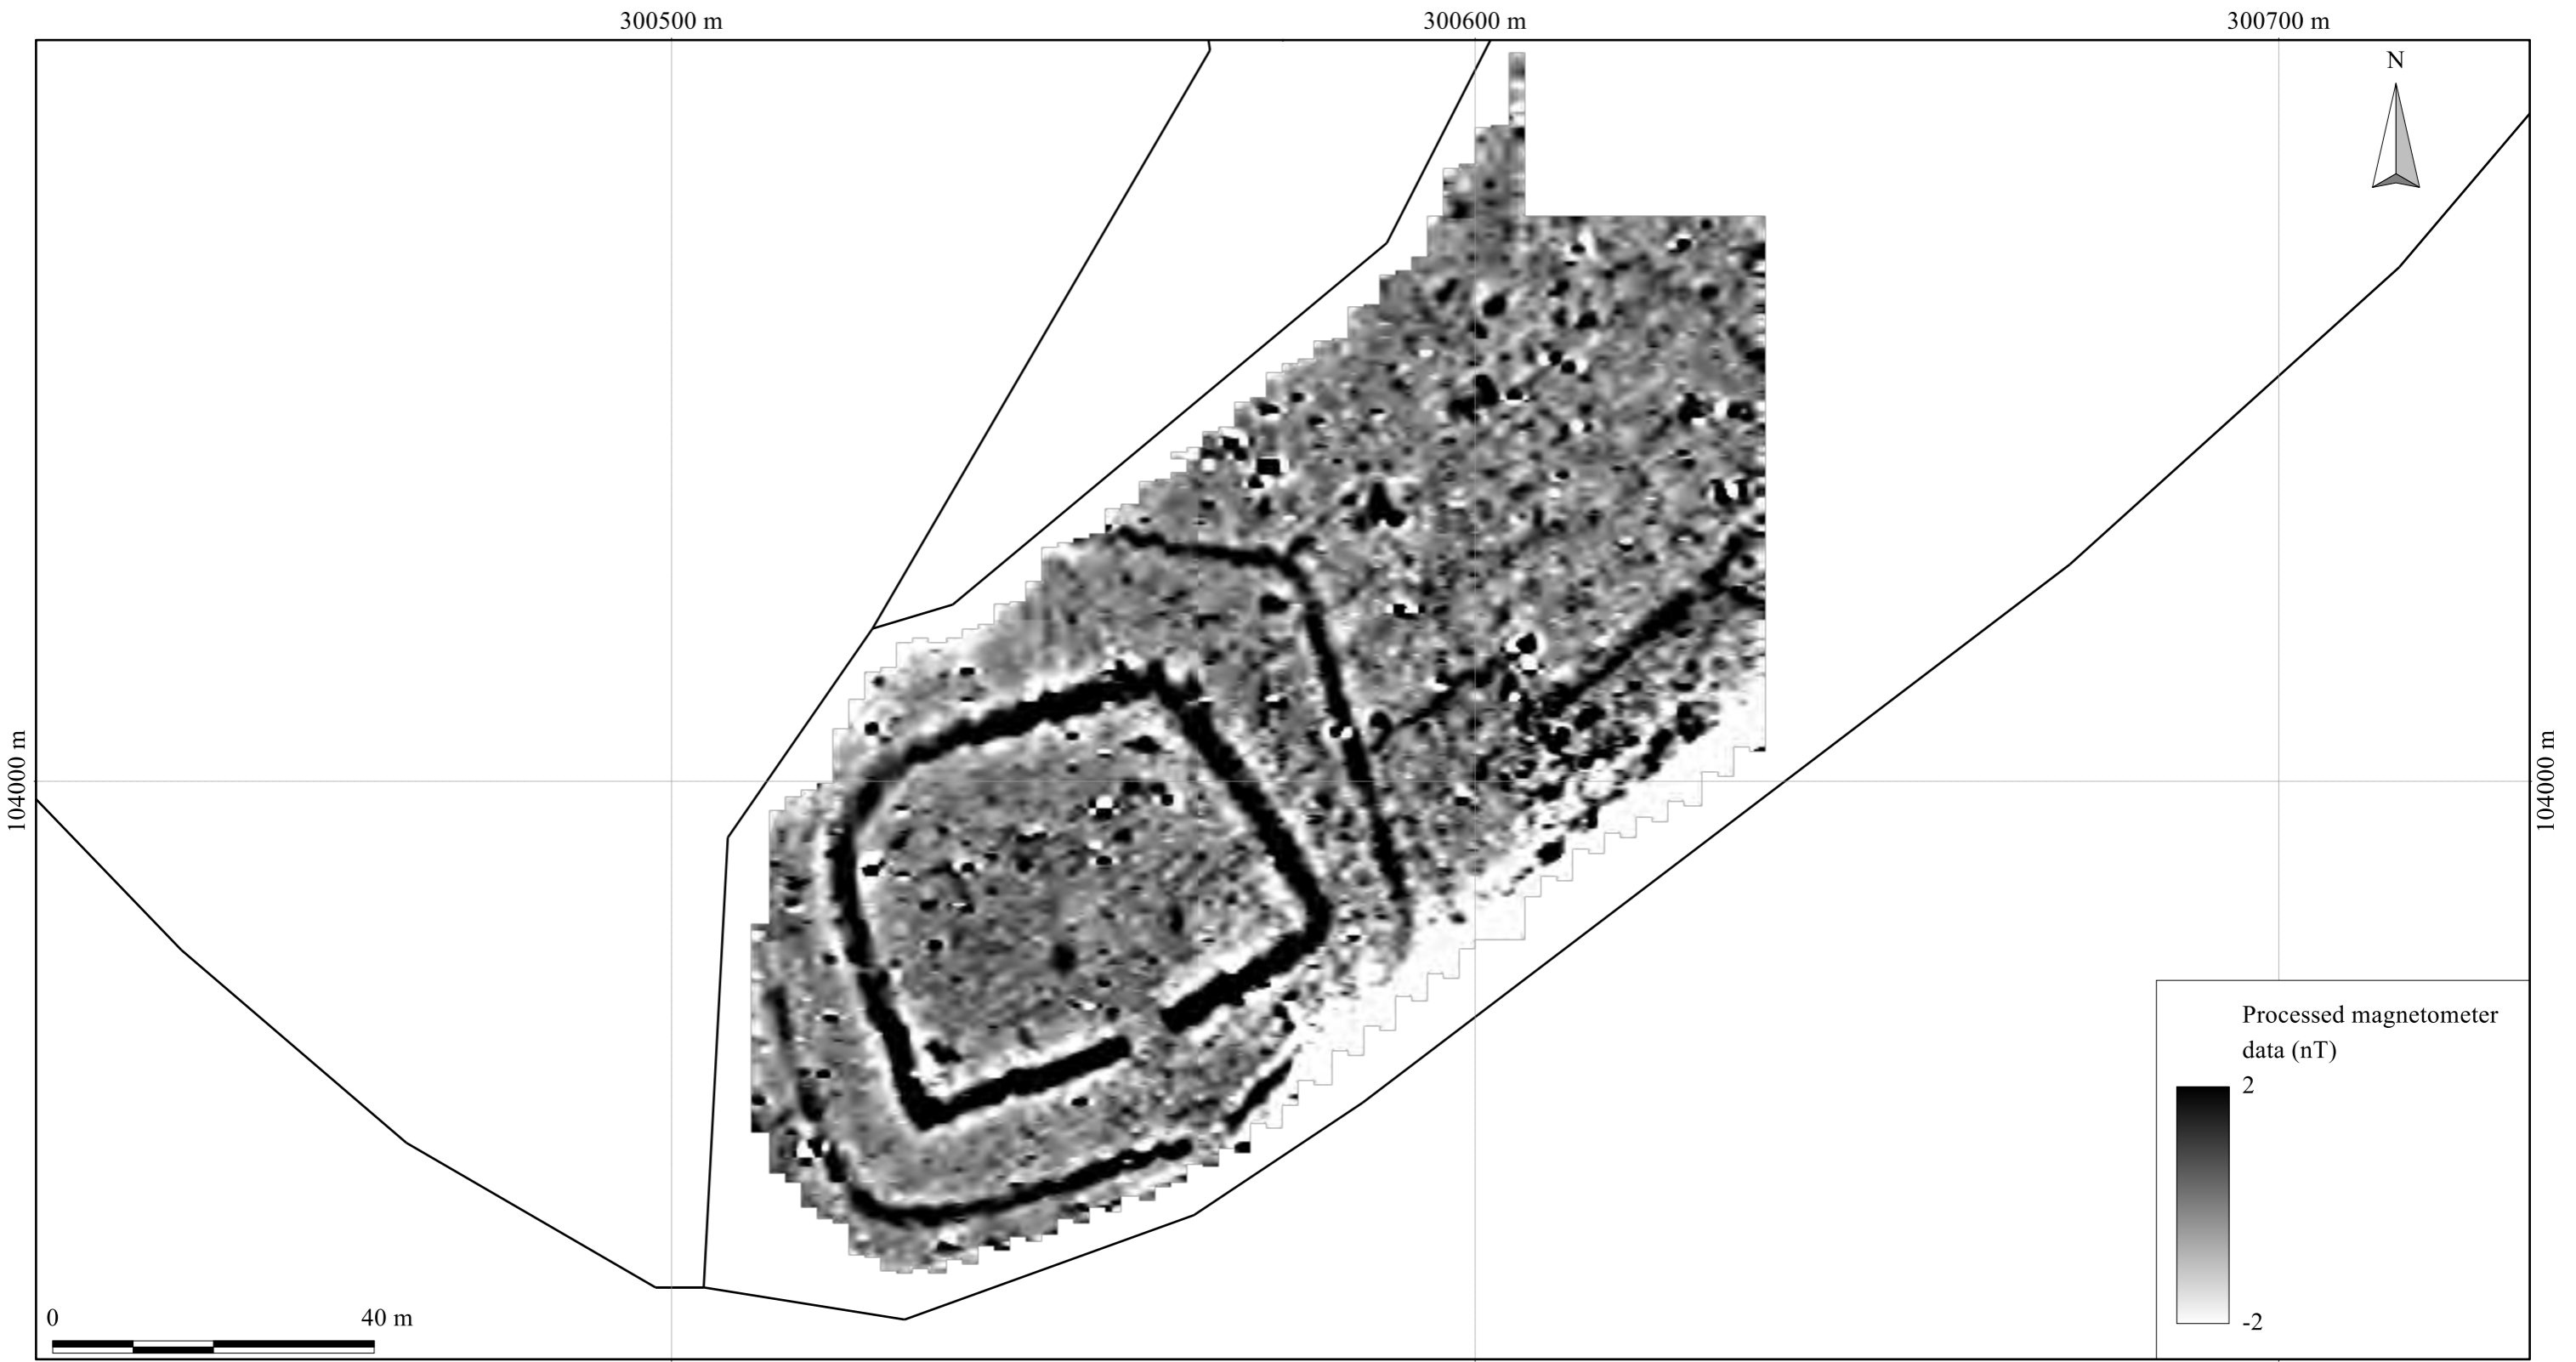 300500 m
300600 m
300700 m
N
104000 m
104000 m
Processed magnetometer
data (nT)
2
-2
0
40 m